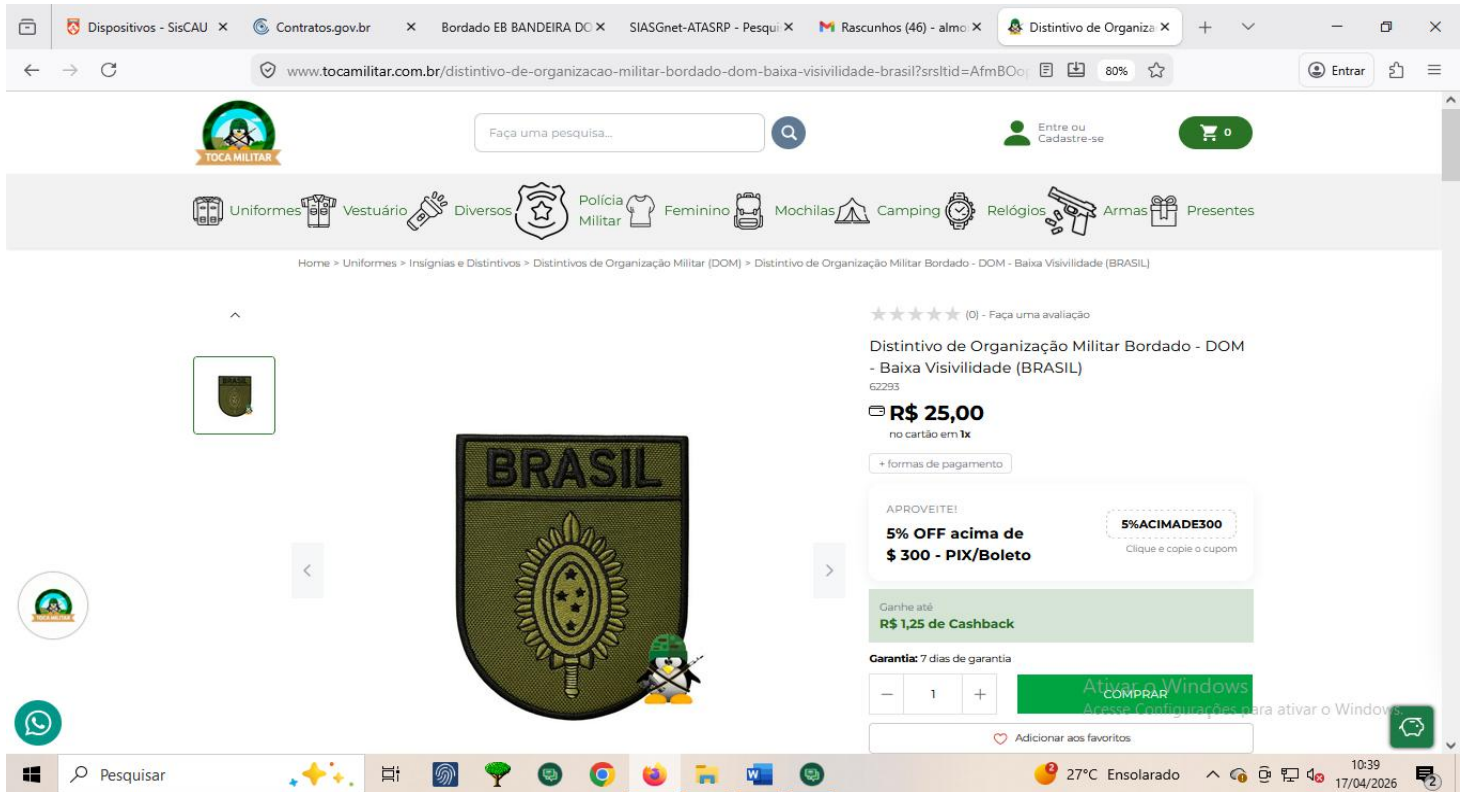 Dispositivos - SisCAU
Contratos.gov.br
Bordado EB BANDEIRA DO
SIASGnet-ATASRP - Pesqui
Rascunhos (46) - almo
Distintivo de Organiza
www.tocamilitar.com.br/distintivo-de-organizacao-militar-bordado-dom-baixa-visivilidade-brasil?srsltid=AfmBOop
80%
Entrar
TOCA MILITAR
Faça uma pesquisa...
Entre ou
Cadastre-se
0
Uniformes
Vestuário
Diversos
Polícia
Militar
Feminino
Mochilas
Camping
Relógios
Armas
Presentes
Home > Uniformes > Insígnias e Distintivos > Distintivos de Organização Militar (DOM) > Distintivo de Organização Militar Bordado - DOM - Baixa Visivilidade (BRASIL)
(0) - Faça uma avaliação
Distintivo de Organização Militar Bordado - DOM
- Baixa Visivilidade (BRASIL)
62293
R$ 25,00
no cartão em 1x
+ formas de pagamento
BRASIL
BRASIL
APROVEITE!
5% OFF acima de
$ 300 - PIX/Boleto
5%ACIMADE300
Clique e copie o cupom
Ganhe até
R$ 1,25 de Cashback
Garantia: 7 dias de garantia
1
COMPRAR
Ativar o Windows
Acesse Configurações para ativar o Windows.
Adicionar aos favoritos
TOCA MILITAR
Pesquisar
27°C Ensolarado
10:39
17/04/2026
2